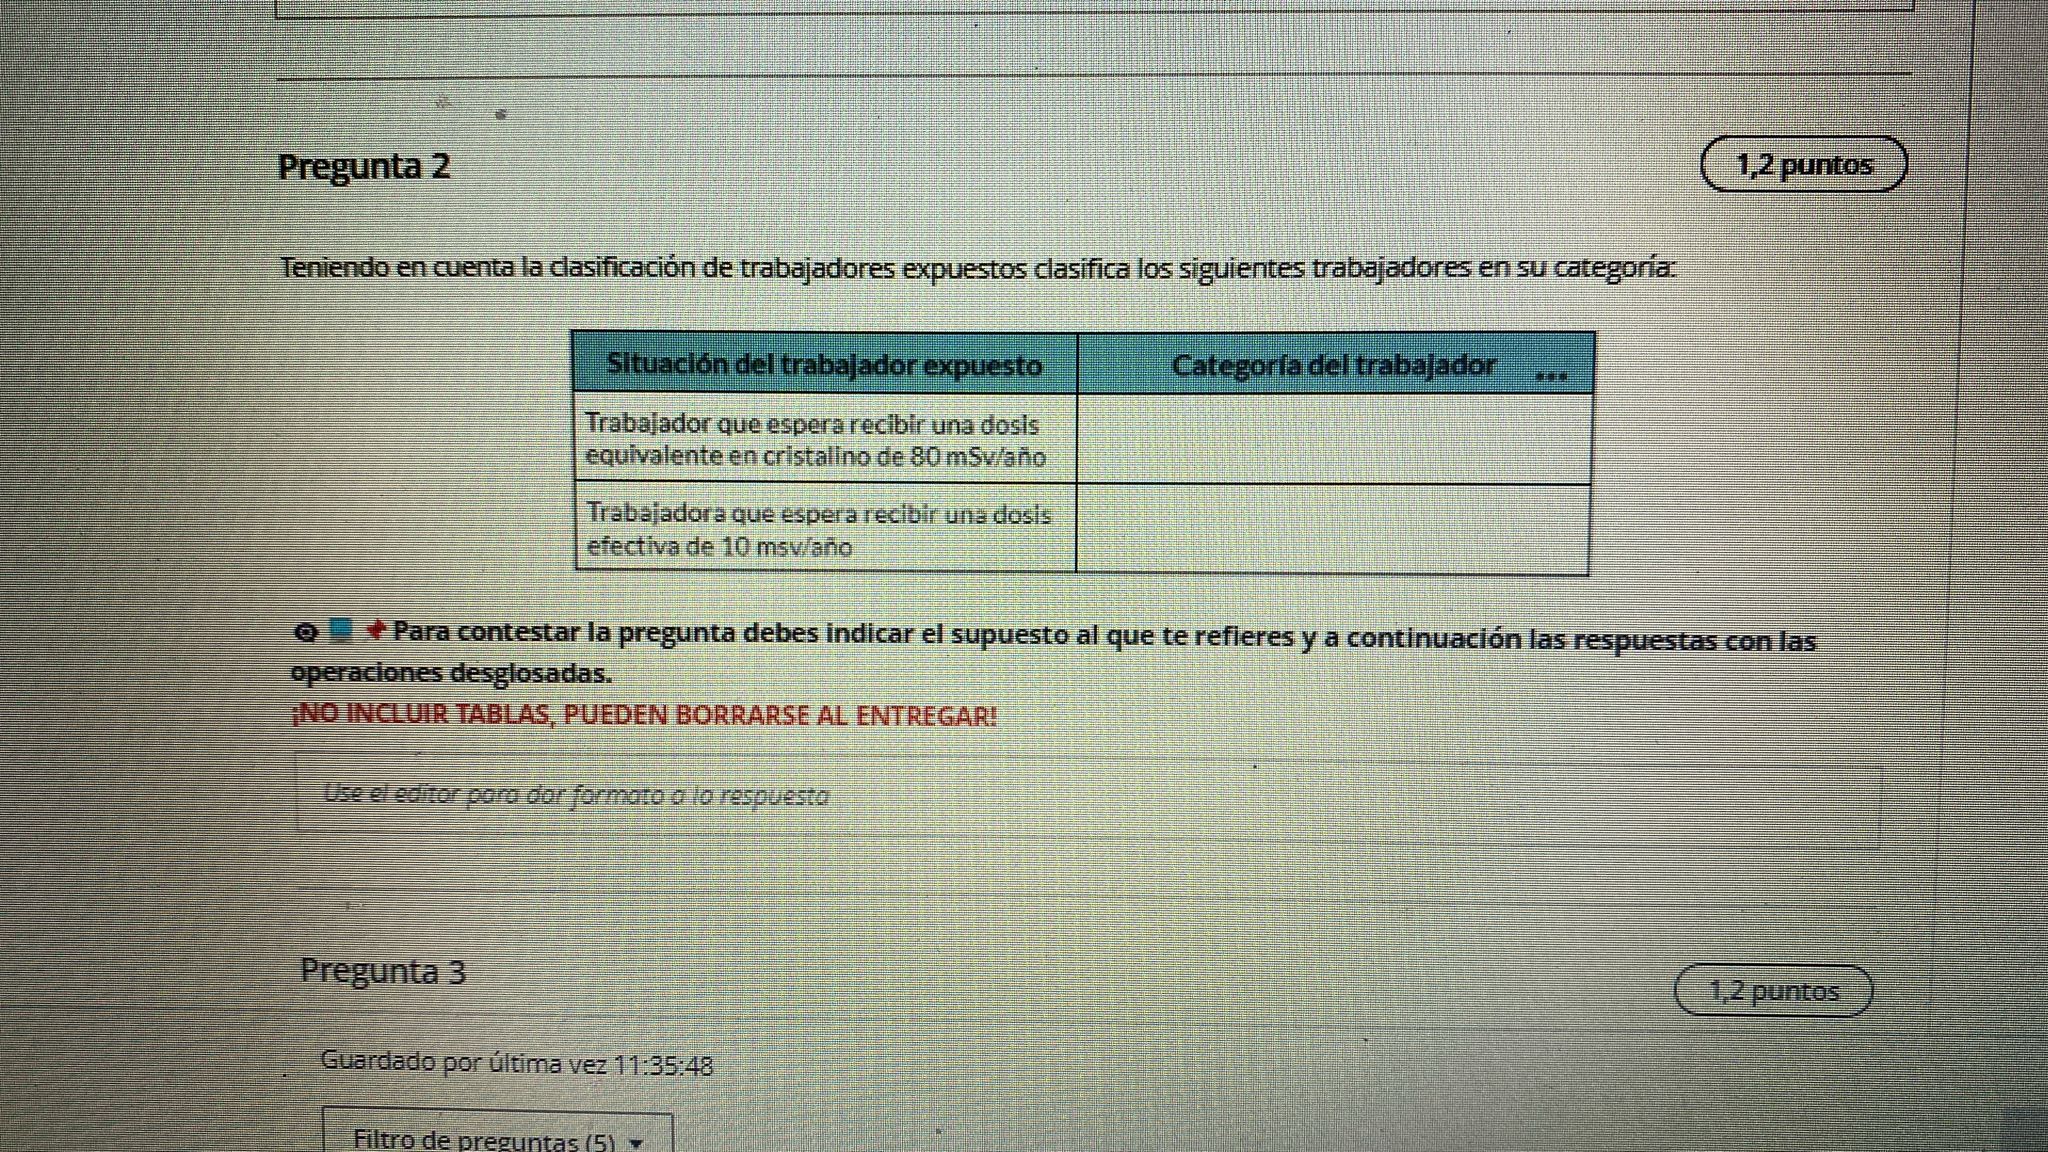 Pregunta 2
1,2 puntos
Teniendo en cuenta la clasificación de trabajadores expuestos clasifica los siguientes trabajadores en su categoría:
Situación del trabajador expuesto
Categoría del trabajador ...
Trabajador que espera recibir una dosis
equivalente en cristalino de 80 mSv/año
Trabajadora que espera recibir una dosis
efectiva de 10 msv/año
Para contestar la pregunta debes indicar el supuesto al que te refieres y a continuación las respuestas con las
operaciones desglosadas.
¡NO INCLUIR TABLAS, PUEDEN BORRARSE AL ENTREGAR!
Use el editor para dar formato a la respuesta
Pregunta 3
1,2 puntos
Guardado por última vez 11:35:48
Filtro de preguntas (5)